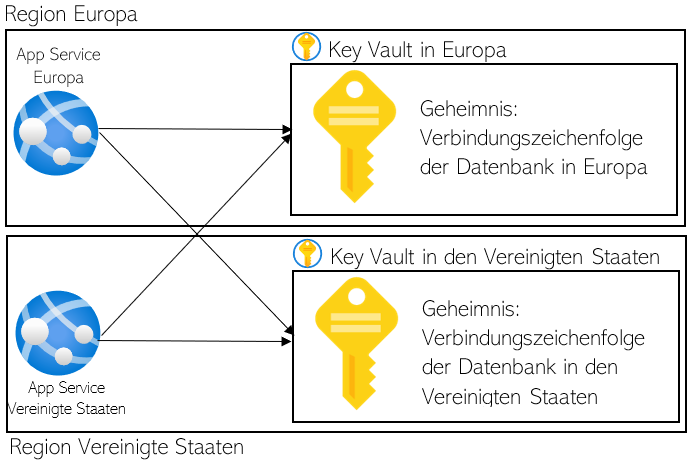 Region Europa
App Service
Europa
Key Vault in Europa
Geheimnis:
Verbindungszeichenfolge
der Datenbank in Europa
Key Vault in den Vereinigten Staaten
Geheimnis:
Verbindungszeichenfolge
der Datenbank in den
Vereinigten Staaten
App Service
Vereinigte Staaten
Region Vereinigte Staaten